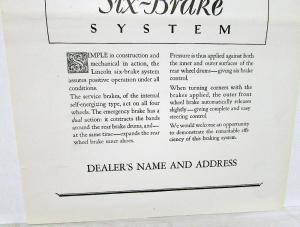 Six-Brake
SYSTEM
SIMPLE in construction and
mechanical in action, the
Lincoln six-brake system
assures positive operation under all
conditions.
The service brakes, of the internal
self-energizing type, act on all four
wheels. The emergency brake has a
dual action: it contracts the bands
around the rear brake drums, and—
at the same time—expands the rear
wheel brake inner shoes.
Pressure is thus applied against both
the inner and outer surfaces of the
rear wheel drums—giving six-brake
control.
When turning corners with the
brakes applied, the outer front
wheel brake automatically releases
slightly—giving complete and easy
steering control.
We would welcome an opportunity
to demonstrate the remarkable effi-
ciency of this braking system.
DEALER'S NAME AND ADDRESS